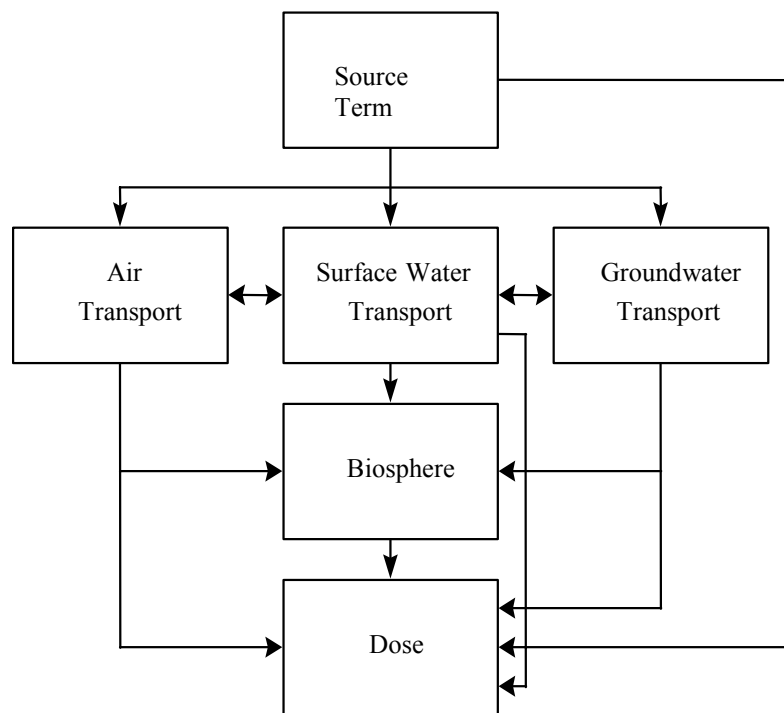 Source
Term
Air
Transport
Surface Water
Transport
Groundwater
Transport
Biosphere
Dose